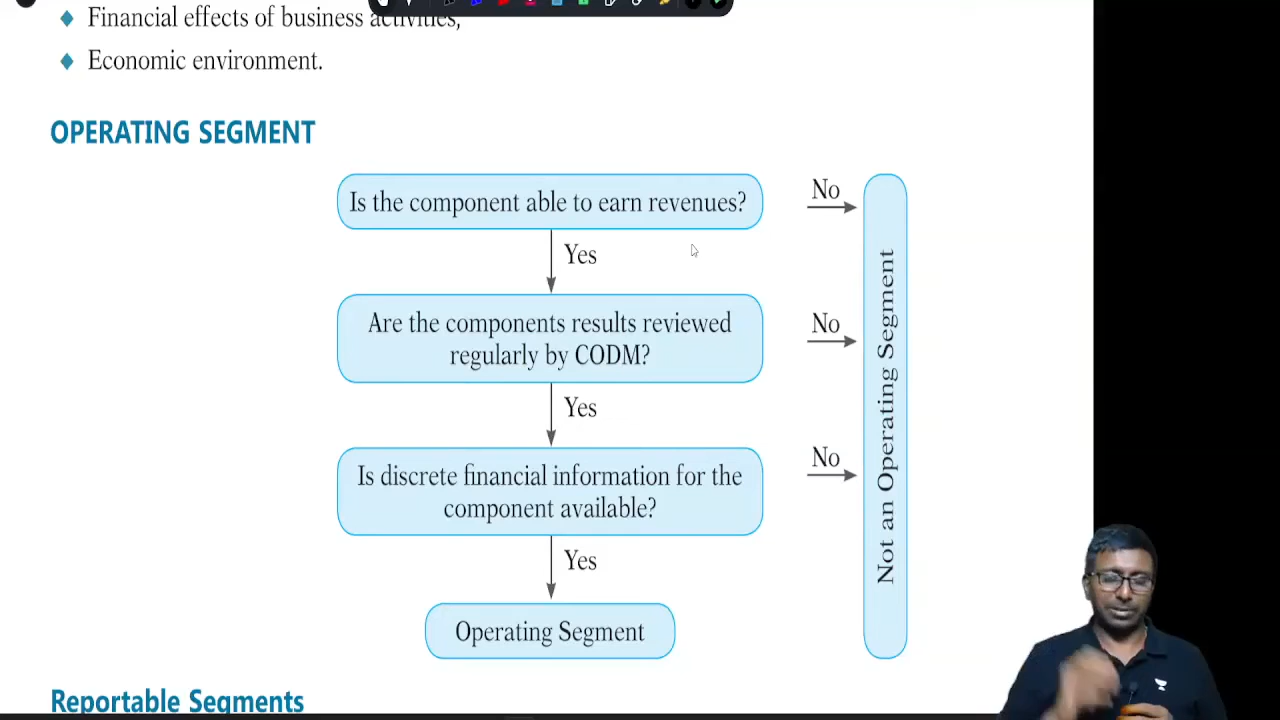 Financial effects of business activities,
Economic environment.
OPERATING SEGMENT
Is the component able to earn revenues?
No
Yes
Are the components results reviewed
regularly by CODM?
No
Yes
Is discrete financial information for the
component available?
No
Yes
Operating Segment
Not an Operating Segment
Reportable Segments